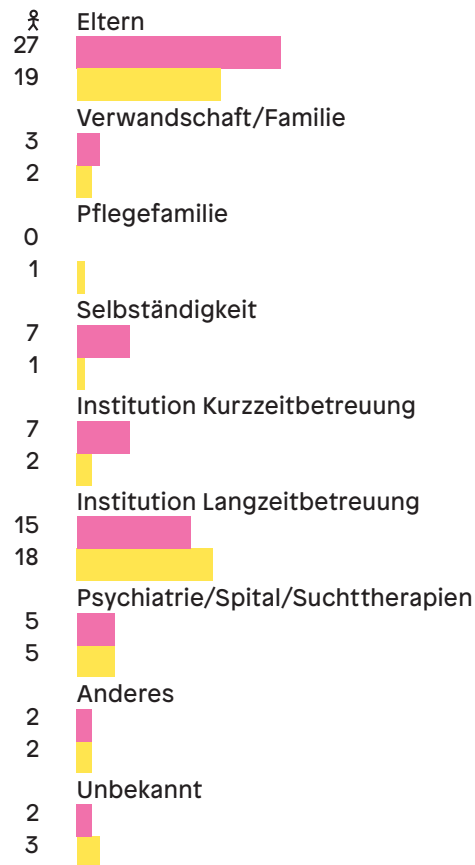 Eltern
27
19
Verwandschaft/Familie
3
2
Pflegefamilie
0
1
Selbständigkeit
7
1
Institution Kurzzeitbetreuung
7
2
Institution Langzeitbetreuung
15
18
Psychiatrie/Spital/Suchttherapien
5
5
Anderes
2
2
Unbekannt
2
3